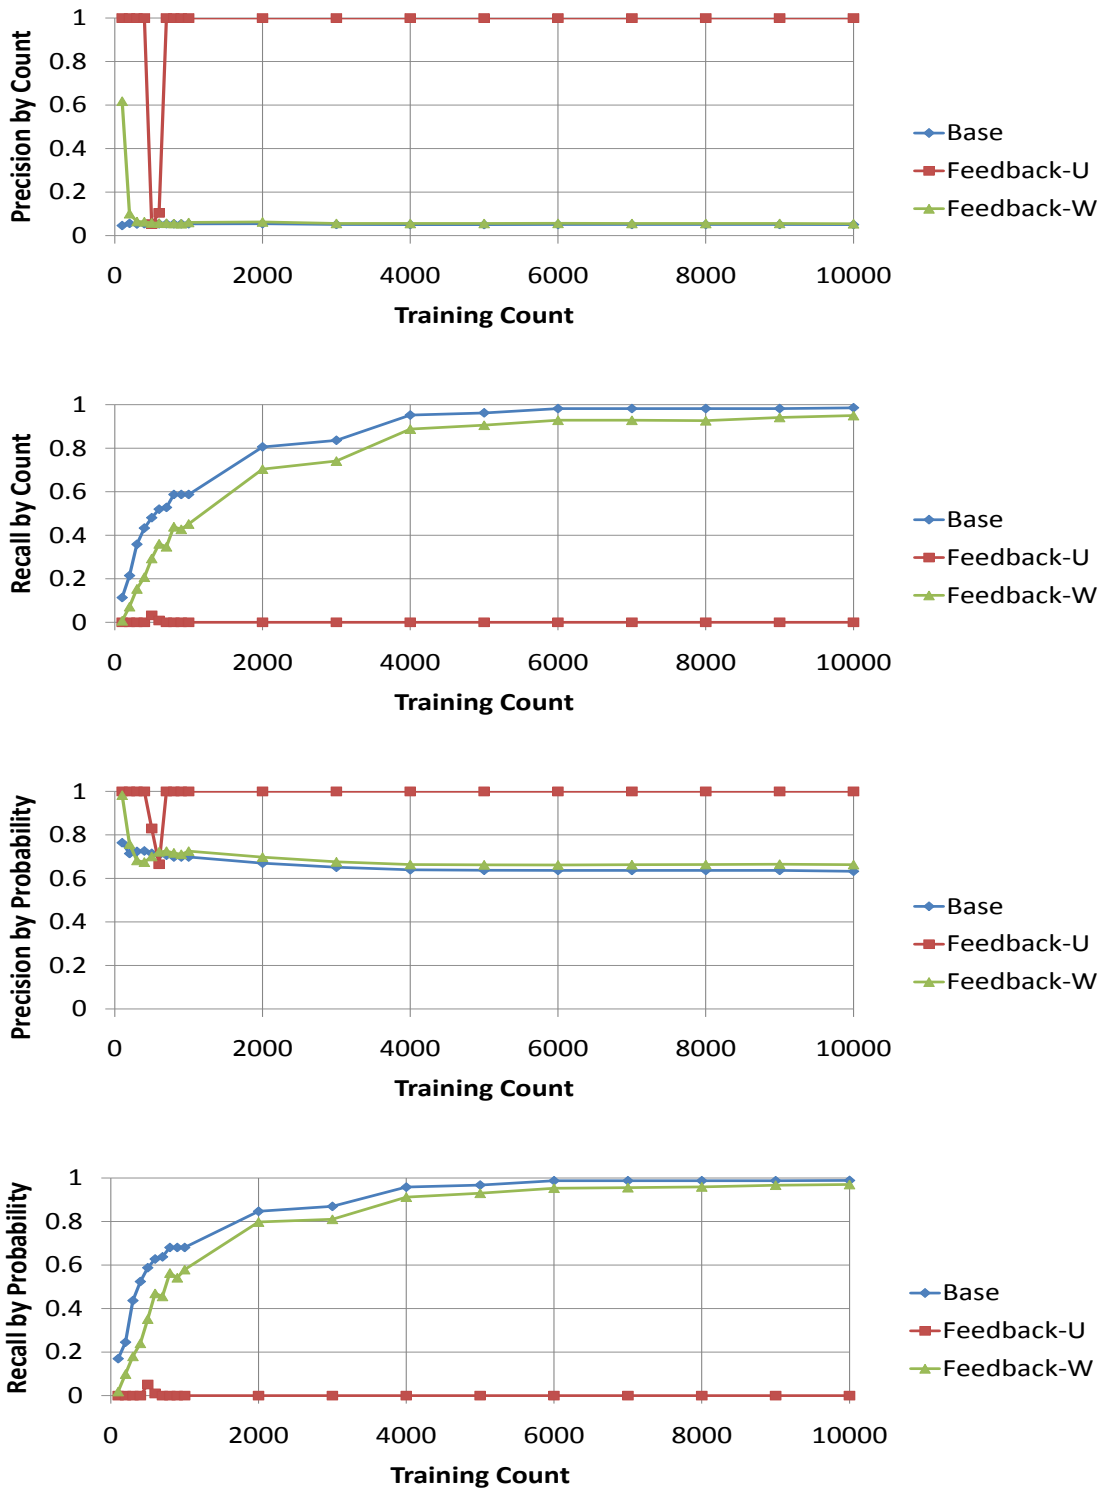 Precision by Count
1
0.8
0.6
0.4
0.2
0
0 2000 4000 6000 8000 10000
Training Count
Base
Feedback-U
Feedback-W
Recall by Count
1
0.8
0.6
0.4
0.2
0
0 2000 4000 6000 8000 10000
Training Count
Base
Feedback-U
Feedback-W
Precision by Probability
1
0.8
0.6
0.4
0.2
0
0 2000 4000 6000 8000 10000
Training Count
Base
Feedback-U
Feedback-W
Recall by Probability
1
0.8
0.6
0.4
0.2
0
0 2000 4000 6000 8000 10000
Training Count
Base
Feedback-U
Feedback-W